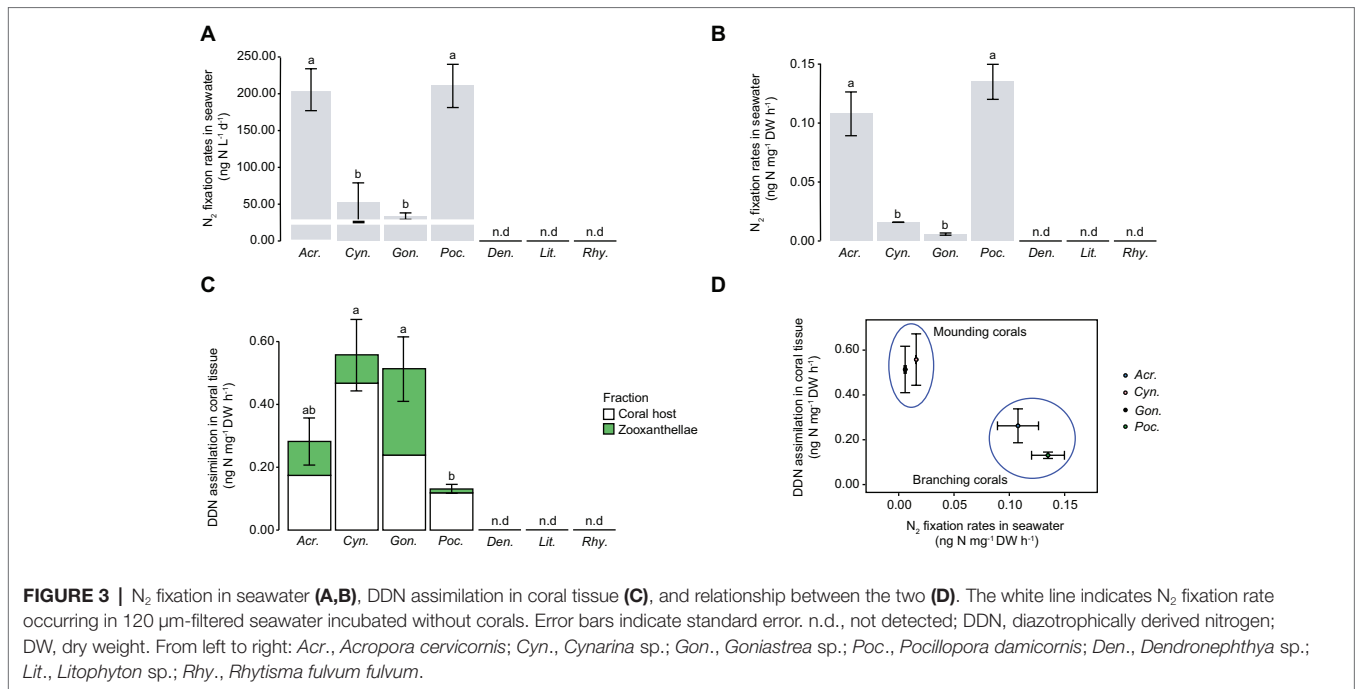 A
N₂ fixation rates in seawater
(ng N L⁻¹ d⁻¹)
250.00
200.00
150.00
100.00
50.00
0.00
a
b
b
a
n.d
n.d
n.d
Acr.
Cyn.
Gon.
Poc.
Den.
Lit.
Rhy.
B
N₂ fixation rates in seawater
(ng N mg⁻¹ DW h⁻¹)
0.15
0.10
0.05
0.00
a
b
b
a
n.d
n.d
n.d
Acr.
Cyn.
Gon.
Poc.
Den.
Lit.
Rhy.
C
DDN assimilation in coral tissue
(ng N mg⁻¹ DW h⁻¹)
0.60
0.40
0.20
0.00
ab
a
a
b
n.d
n.d
n.d
Acr.
Cyn.
Gon.
Poc.
Den.
Lit.
Rhy.
Fraction
Coral host
Zooxanthellae
D
DDN assimilation in coral tissue
(ng N mg⁻¹ DW h⁻¹)
0.60
0.40
0.20
0.00
Mounding corals
Branching corals
0.00
0.05
0.10
0.15
N₂ fixation rates in seawater
(ng N mg⁻¹ DW h⁻¹)
Acr.
Cyn.
Gon.
Poc.
FIGURE 3 | N₂ fixation in seawater (A,B), DDN assimilation in coral tissue (C), and relationship between the two (D). The white line indicates N₂ fixation rate
occurring in 120 μm-filtered seawater incubated without corals. Error bars indicate standard error. n.d., not detected; DDN, diazotrophically derived nitrogen;
DW, dry weight. From left to right: Acr., Acropora cervicornis; Cyn., Cynarina sp.; Gon., Goniastrea sp.; Poc., Pocillopora damicornis; Den., Dendronephthya sp.;
Lit., Litophyton sp.; Rhy., Rhytisma fulvum fulvum.